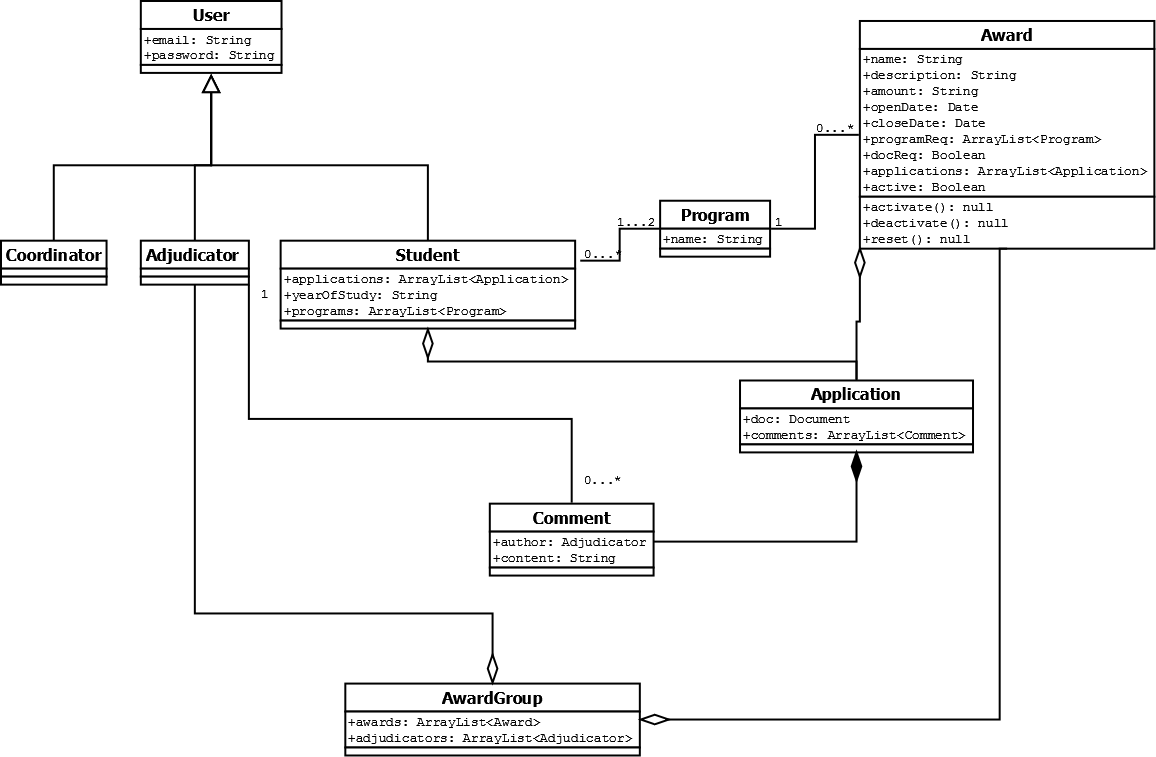 User
+email: String
+password: String
Award
+name: String
+description: String
+amount: String
+openDate: Date
+closeDate: Date
+programReq: ArrayList<Program>
+docReq: Boolean
+applications: ArrayList<Application>
+active: Boolean
+activate(): null
+deactivate(): null
+reset(): null
0...*
Program
+name: String
1...2
1
0...*
Coordinator
Adjudicator
1
Student
+applications: ArrayList<Application>
+yearOfStudy: String
+programs: ArrayList<Program>
Application
+doc: Document
+comments: ArrayList<Comment>
0...*
Comment
+author: Adjudicator
+content: String
AwardGroup
+awards: ArrayList<Award>
+adjudicators: ArrayList<Adjudicator>